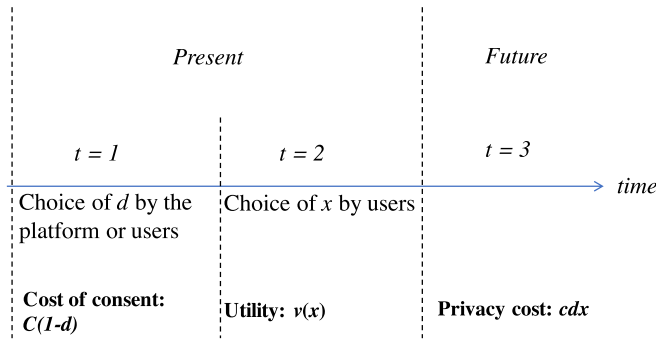 Present
Future
t = 1
t = 2
t = 3
time
Choice of d by the
platform or users
Choice of x by users
Cost of consent:
C(1-d)
Utility: v(x)
Privacy cost: cdx